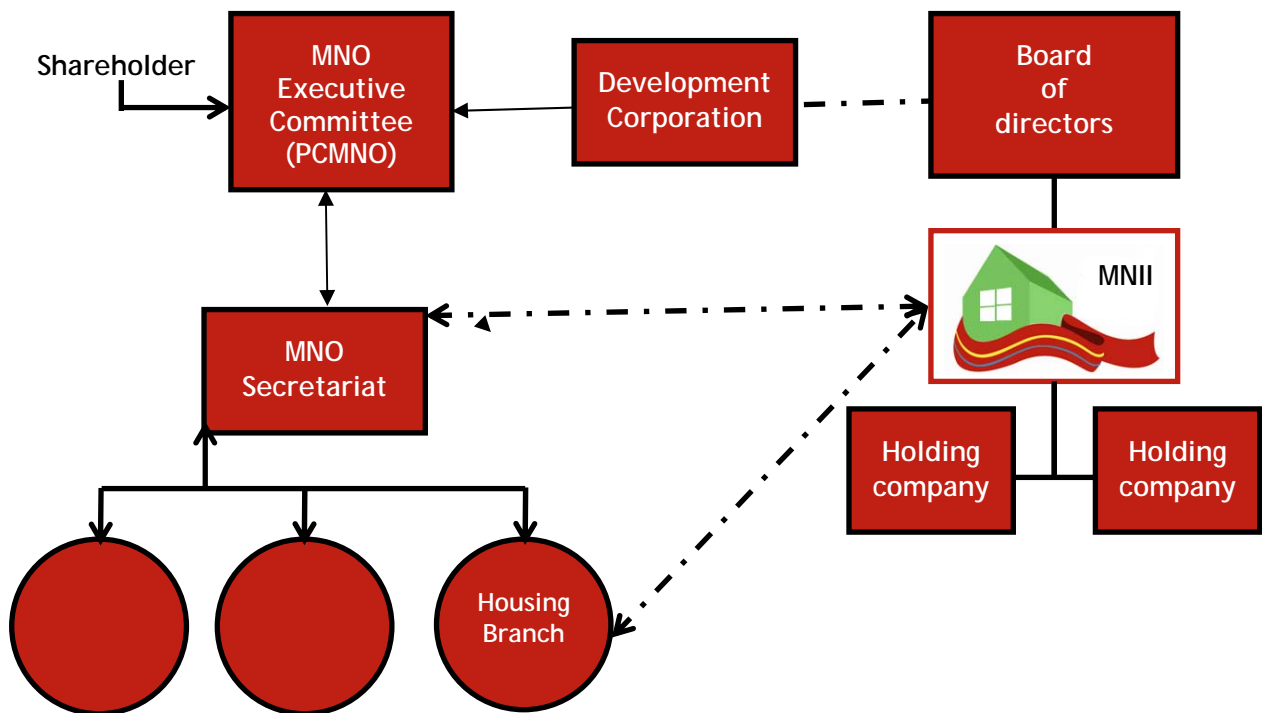 Shareholder
MNO
Executive
Committee
(PCMNO)
Development
Corporation
Board
of
directors
MNII
MNO
Secretariat
Holding
company
Holding
company
Housing
Branch